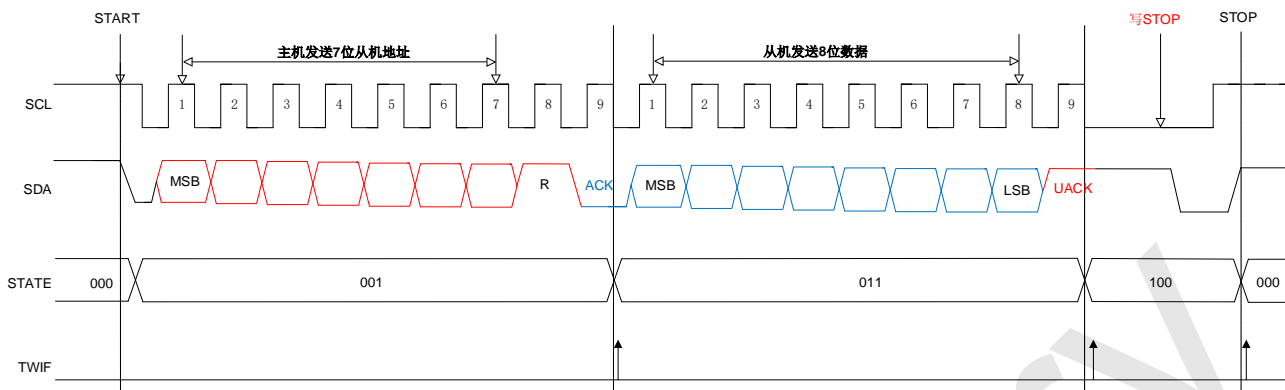 START 写STOP STOP
主机发送7位从机地址 从机发送8位数据
SCL 1 2 3 4 5 6 7 8 9 1 2 3 4 5 6 7 8 9
SDA MSB R ACK MSB LSB UACK
STATE 000 001 011 100 000
TWIF